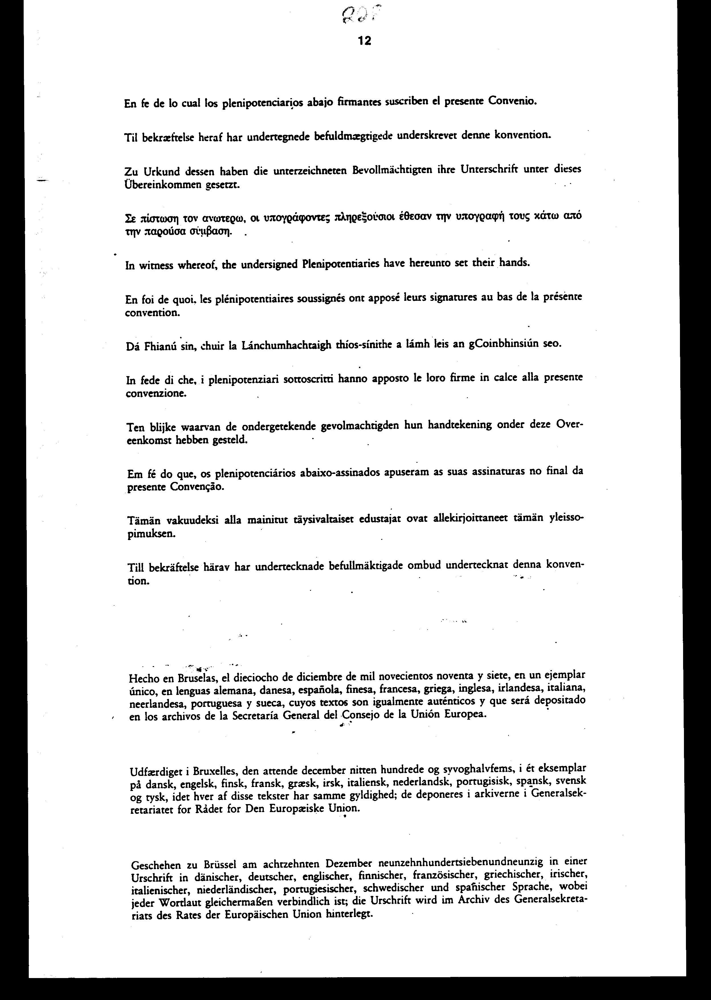 12
En fe de lo cual los plenipotenciarios abajo firmantes suscriben el presente Convenio.
Til bekræftelse heraf har undertegnede befuldmægtigede underskrevet denne konvention.
Zu Urkund dessen haben die unterzeichneten Bevollmächtigten ihre Unterschrift unter dieses
Übereinkommen gesetzt.
Σε πίστωση τον ανωτερω, οι υπογράφοντες πληρεξούσιοι έθεσαν την υπογραφή τους κάτω από
την παρούσα σύμβαση.
In witness whereof, the undersigned Plenipotentiaries have hereunto set their hands.
En foi de quoi, les plénipotentiaires soussignés ont apposé leurs signatures au bas de la présente
convention.
Dá Fhianú sin, chuir la Lánchumhachtaigh thíos-sínithe a lámh leis an gCoinbhinsiún seo.
In fede di che, i plenipotenziari sottoscritti hanno apposto le loro firme in calce alla presente
convenzione.
Ten blijke waarvan de ondergetekende gevolmachtigden hun handtekening onder deze Over-
eenkomst hebben gesteld.
Em fé do que, os plenipotenciários abaixo-assinados apuseram as suas assinaturas no final da
presente Convenção.
Tämän vakuudeksi alla mainitut täysivaltaiset edustajat ovat allekirjoittaneet tämän yleisso-
pimuksen.
Till bekräftelse härav har undertecknade befullmäktigade ombud undertecknat denna konven-
tion.
Hecho en Bruselas, el dieciocho de diciembre de mil novecientos noventa y siete, en un ejemplar
único, en lenguas alemana, danesa, española, finesa, francesa, griega, inglesa, irlandesa, italiana,
neerlandesa, portuguesa y sueca, cuyos textos son igualmente auténticos y que será depositado
en los archivos de la Secretaría General del Consejo de la Unión Europea.
Udfærdiget i Bruxelles, den attende december nitten hundrede og syvoghalvfems, i ét eksemplar
på dansk, engelsk, finsk, fransk, græsk, irsk, italiensk, nederlandsk, portugisisk, spansk, svensk
og tysk, idet hver af disse tekster har samme gyldighed; de deponeres i arkiverne i Generalsek-
retariatet for Rådet for Den Europæiske Union.
Geschehen zu Brüssel am achtzehnten Dezember neunzehnhundertsiebenundneunzig in einer
Urschrift in dänischer, deutscher, englischer, finnischer, französischer, griechischer, irischer,
italienischer, niederländischer, portugiesischer, schwedischer und spanischer Sprache, wobei
jeder Wortlaut gleichermaßen verbindlich ist; die Urschrift wird im Archiv des Generalsekreta-
riats des Rates der Europäischen Union hinterlegt.